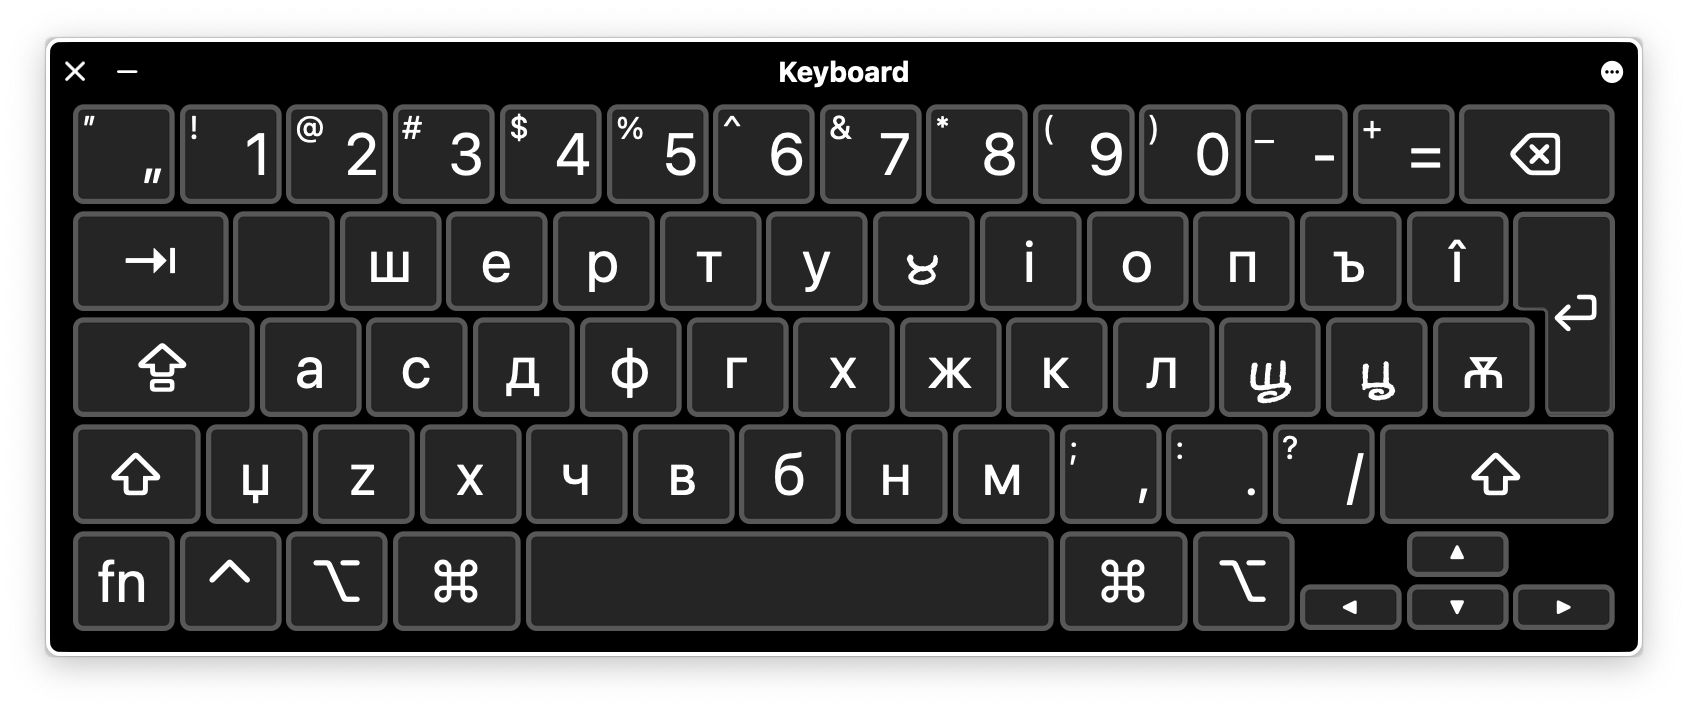 Keyboard
" „ ! 1 @ 2 # 3 $ 4 % 5 ^ 6 & 7 * 8 ( 9 ) 0 _ - + =
ш е р т у ꙋ і о п ъ î
а с д ф г х ж к л щ ц ѫ
џ z х ч в б н м ; , : . ? /
fn ^ ⌥ ⌘ ⌘ ⌥